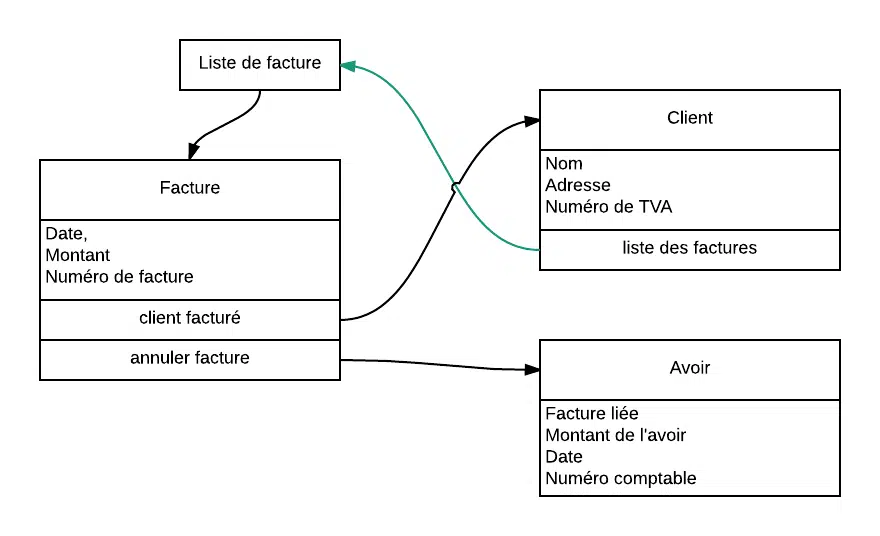 Liste de facture
Facture
Date,
Montant
Numéro de facture
client facturé
annuler facture
Client
Nom
Adresse
Numéro de TVA
liste des factures
Avoir
Facture liée
Montant de l'avoir
Date
Numéro comptable